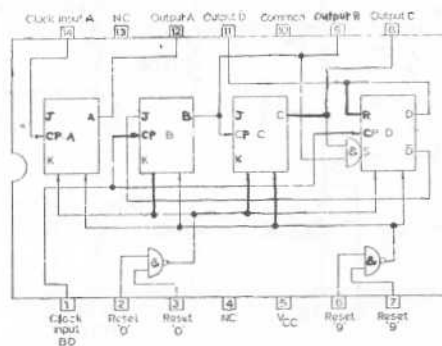 Clock input A NC Output A Output D Common Output B Output C
14 13 12 11 10 9 8
J A J B J C R D
CP A CP B CP C CP D
K K K & S D
& &
1 2 3 4 5 6 7
Clock input BD Reset '0' Reset '0' NC VCC Reset '9' Reset '9'